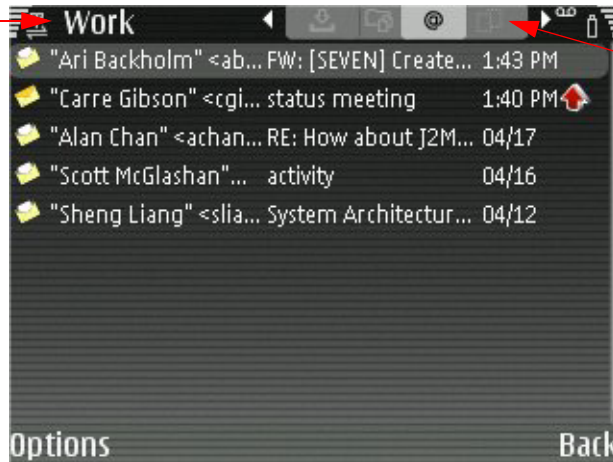 Work @
"Ari Backholm" <ab... FW: [SEVEN] Create... 1:43 PM
"Carre Gibson" <cgi... status meeting 1:40 PM
"Alan Chan" <achan... RE: How about J2M... 04/17
"Scott McGlashan"... activity 04/16
"Sheng Liang" <slia... System Architectur... 04/12
Options Back